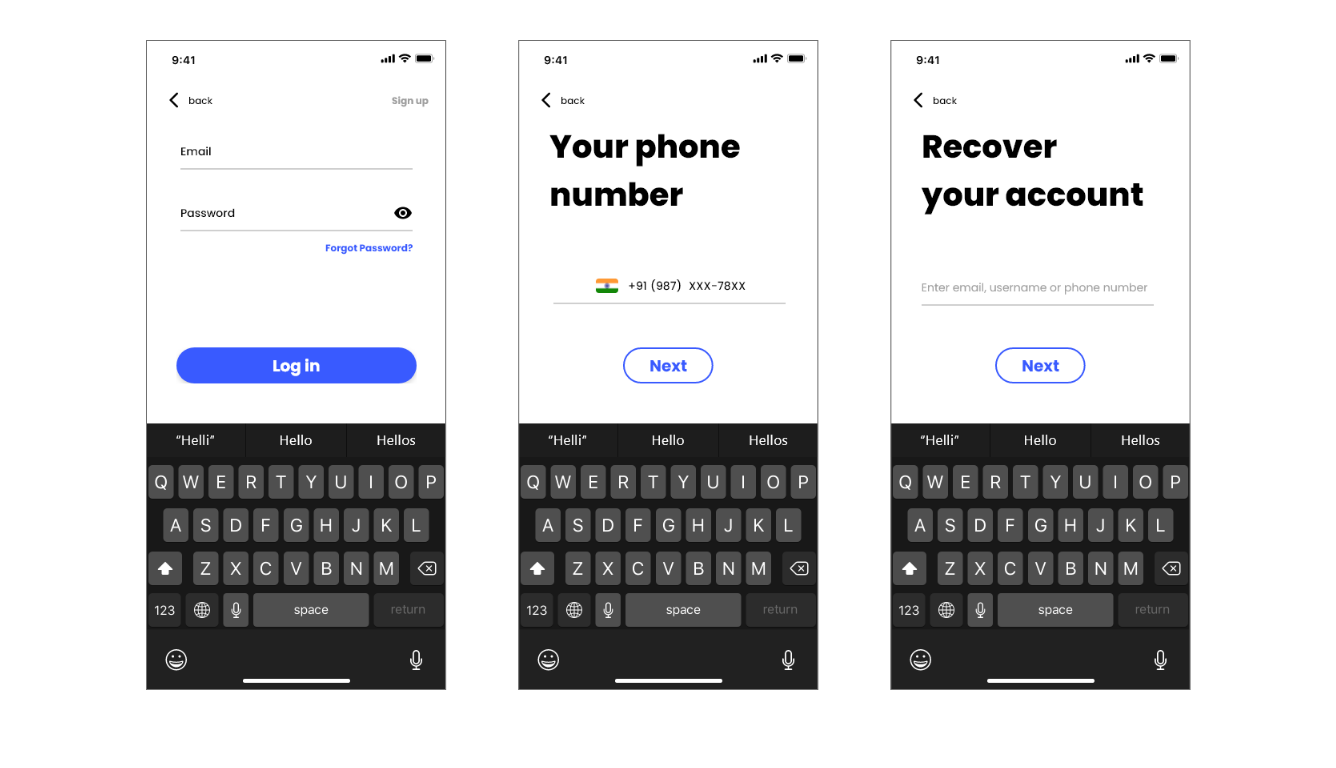 9:41
back
Sign up
Email
Password
Forgot Password?
Log in
“Helli” Hello Hellos
Q W E R T Y U I O P
A S D F G H J K L
Z X C V B N M
123 space return
9:41
back
Your phone
number
+91 (987) XXX-78XX
Next
“Helli” Hello Hellos
Q W E R T Y U I O P
A S D F G H J K L
Z X C V B N M
123 space return
9:41
back
Recover
your account
Enter email, username or phone number
Next
“Helli” Hello Hellos
Q W E R T Y U I O P
A S D F G H J K L
Z X C V B N M
123 space return